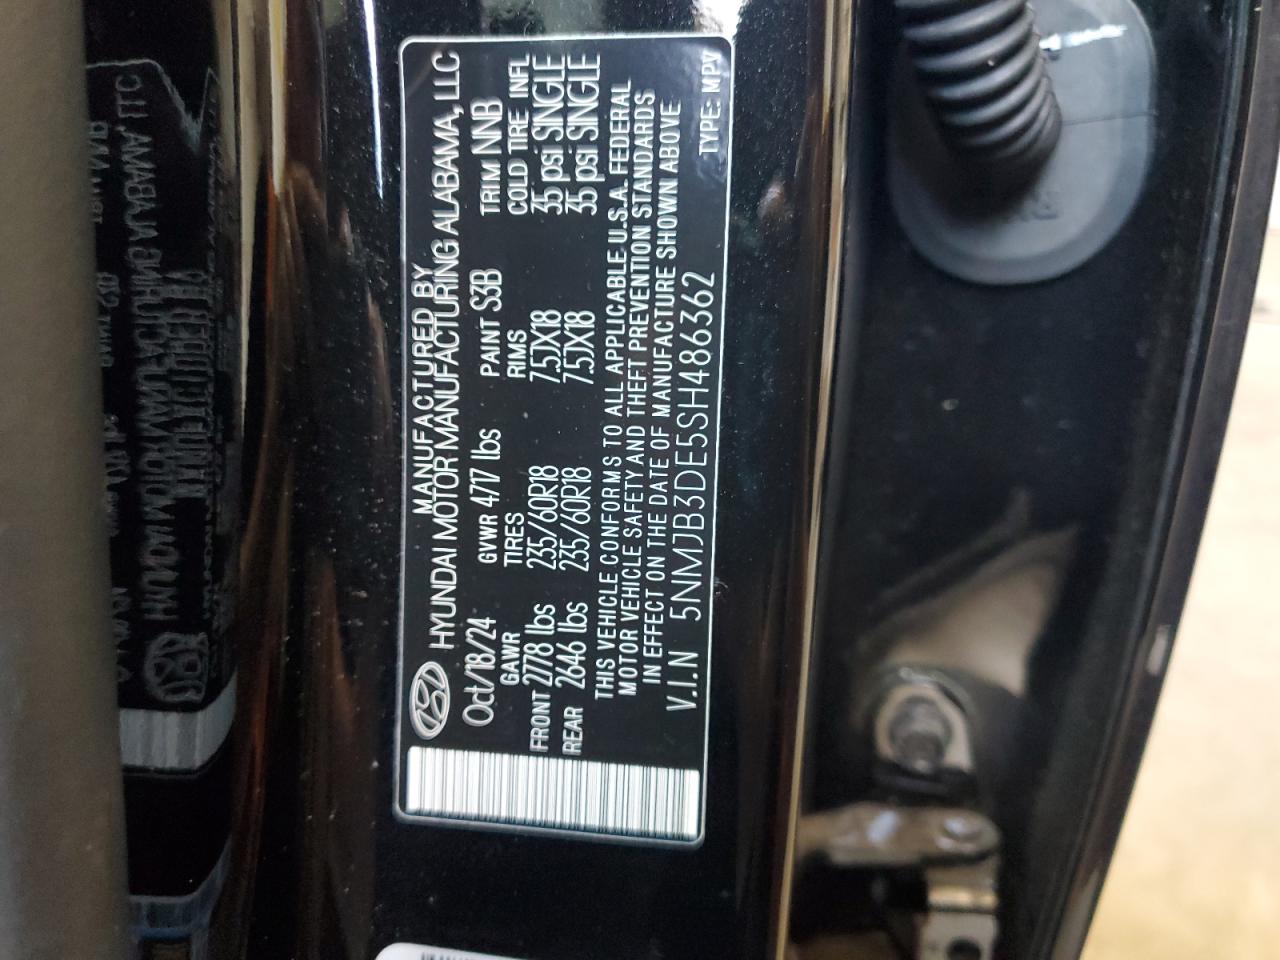 MANUFACTURED BY
HYUNDAI MOTOR MANUFACTURING ALABAMA, LLC
Oct/18/24 GVWR 4717 lbs PAINT S3B TRIM NNB
GAWR TIRES RIMS COLD TIRE INFL
FRONT 2778 lbs 235/60R18 7.5JX18 35 psi SINGLE
REAR 2646 lbs 235/60R18 7.5JX18 35 psi SINGLE
THIS VEHICLE CONFORMS TO ALL APPLICABLE U.S.A. FEDERAL
MOTOR VEHICLE SAFETY AND THEFT PREVENTION STANDARDS
IN EFFECT ON THE DATE OF MANUFACTURE SHOWN ABOVE
V.I.N 5NMJB3DE5SH486362 TYPE: MPV